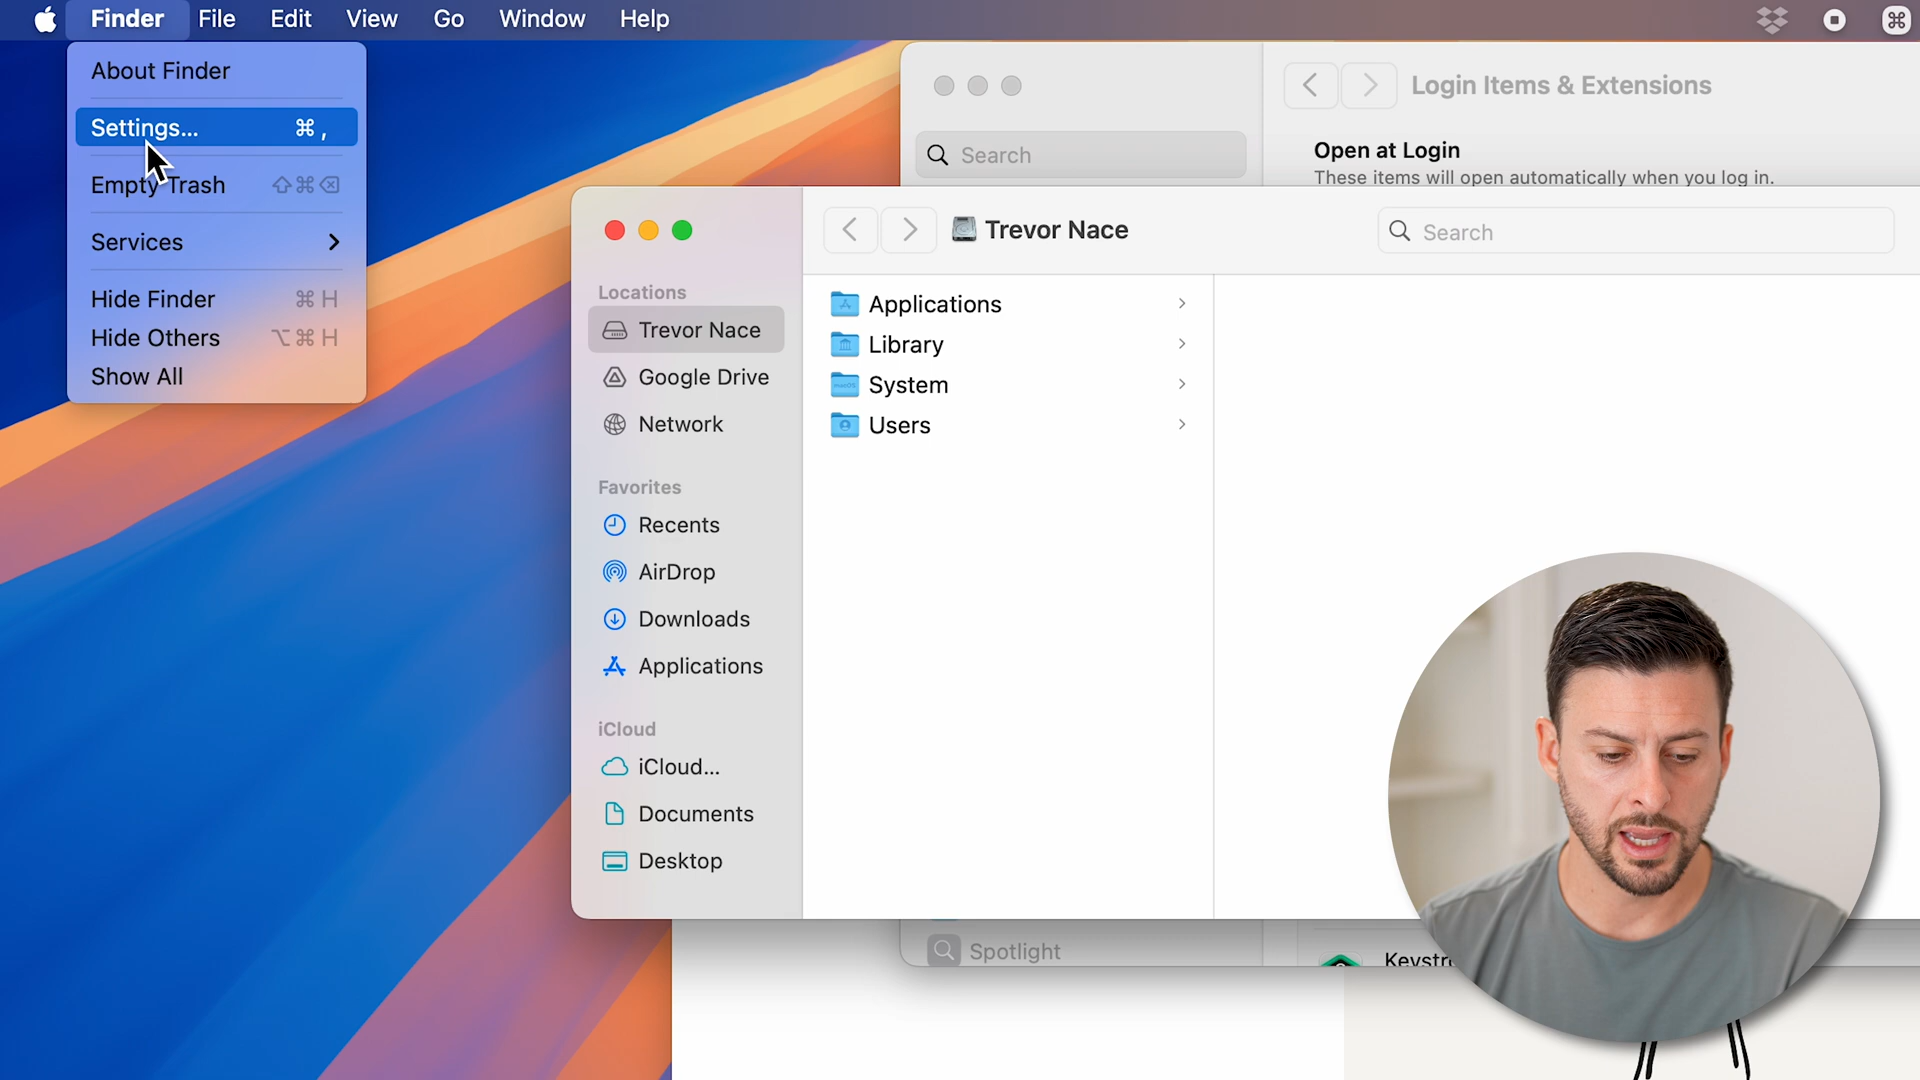 Finder File Edit View Go Window Help
About Finder
Settings... ⌘ ,
Empty Trash ⇧⌘⌫
Services
Hide Finder ⌘ H
Hide Others ⌥⌘ H
Show All
Login Items & Extensions
Search
Open at Login
These items will open automatically when you log in.
Trevor Nace
Search
Locations
Trevor Nace
Google Drive
Network
Favorites
Recents
AirDrop
Downloads
Applications
iCloud
iCloud...
Documents
Desktop
Applications
Library
System
Users
Spotlight